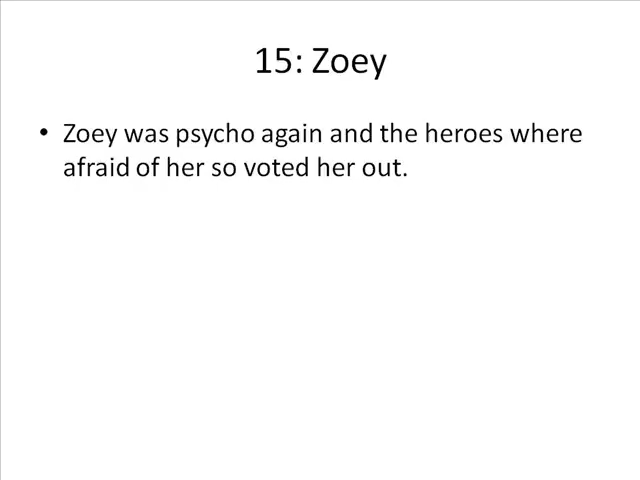 15: Zoey
• Zoey was psycho again and the heroes where
afraid of her so voted her out.